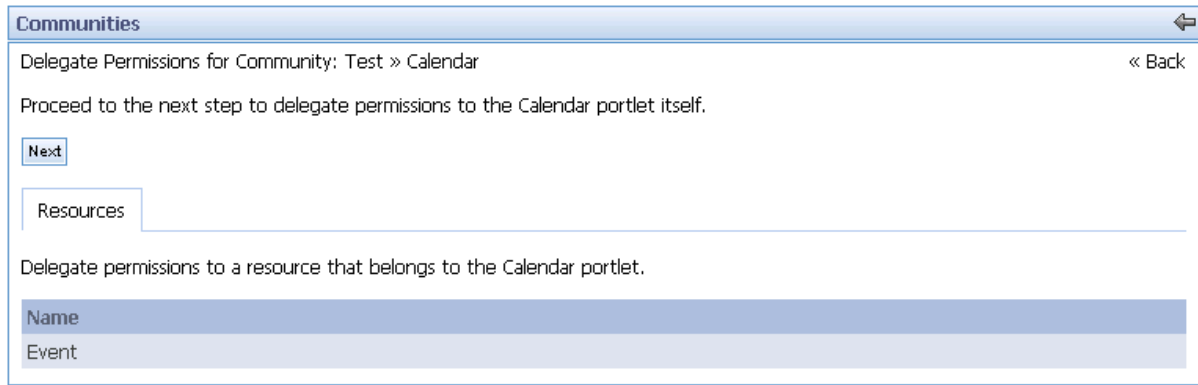 Communities
Delegate Permissions for Community: Test » Calendar « Back
Proceed to the next step to delegate permissions to the Calendar portlet itself.
Next
Resources
Delegate permissions to a resource that belongs to the Calendar portlet.
Name
Event